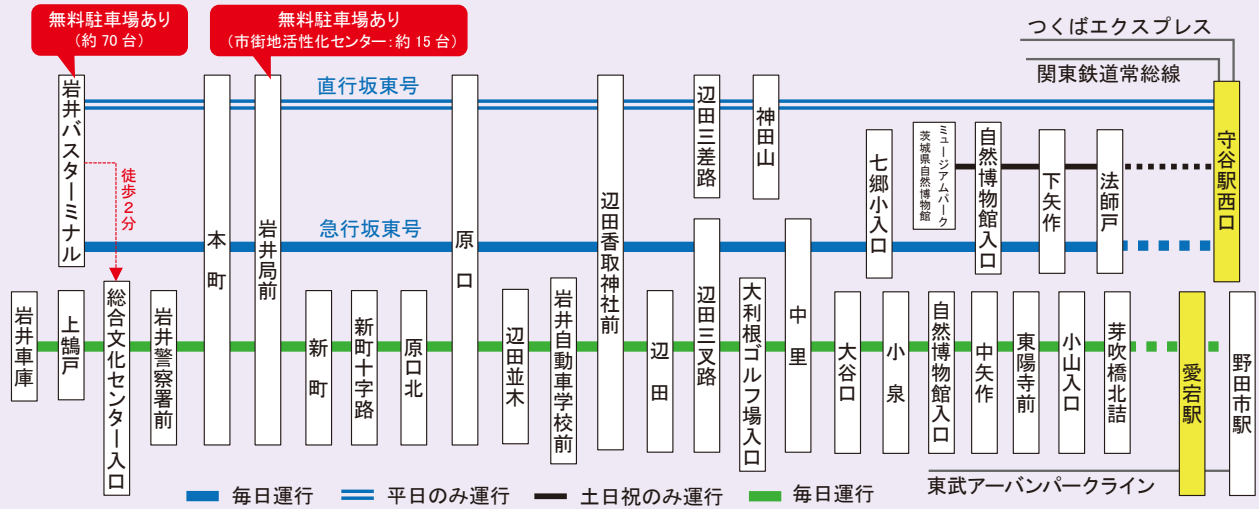 無料駐車場あり
（約70台）
無料駐車場あり
（市街地活性化センター：約15台）
つくばエクスプレス
関東鉄道常総線
直行坂東号
急行坂東号
徒歩2分
岩井バスターミナル
本町
岩井局前
原口
辺田香取神社前
辺田三差路
神田山
七郷小入口
ミュージアムパーク
茨城県自然博物館
自然博物館入口
下矢作
法師戸
守谷駅西口
岩井車庫
上鵠戸
総合文化センター入口
岩井警察署前
新町
新町十字路
原口北
辺田並木
岩井自動車学校前
辺田
辺田三叉路
大利根ゴルフ場入口
中里
大谷口
小泉
自然博物館入口
中矢作
東陽寺前
小山入口
芽吹橋北詰
愛宕駅
野田市駅
東武アーバンパークライン
毎日運行
平日のみ運行
土日祝のみ運行
毎日運行